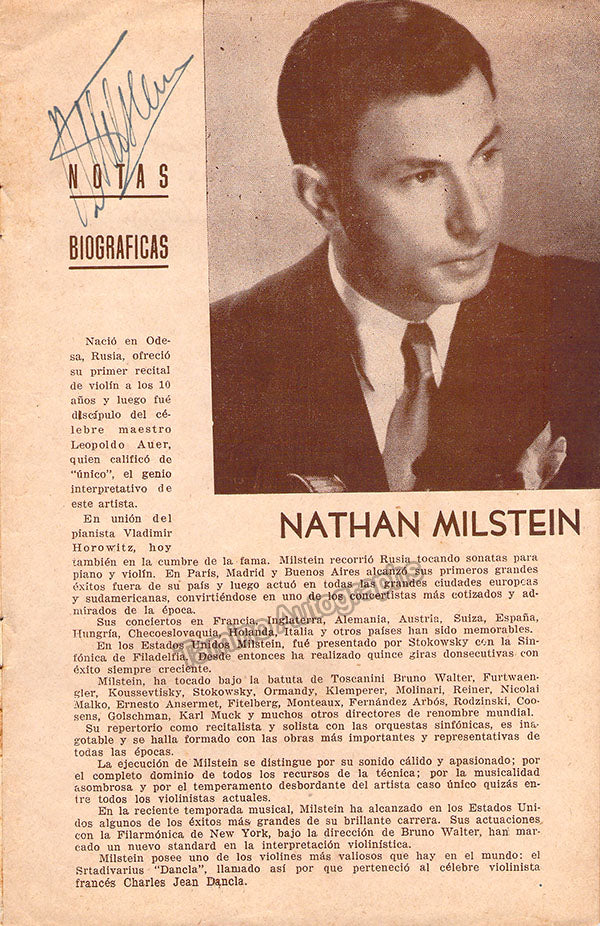 Milstein
NOTAS
BIOGRAFICAS
Nació en Ode-
sa, Rusia, ofreció
su primer recital
de violín a los 10
años y luego fué
discípulo del cé-
lebre maestro
Leopoldo Auer,
quien calificó de
“único”, el genio
interpretativo de
este artista.
En unión del
pianista Vladimir
Horowitz, hoy
NATHAN MILSTEIN
también en la cumbre de la fama. Milstein recorrió Rusia tocando sonatas para
piano y violín. En París, Madrid y Buenos Aires alcanzó sus primeros grandes
éxitos fuera de su país y luego actuó en todas las grandes ciudades europeas
y sudamericanas, convirtiéndose en uno de los concertistas más cotizados y ad-
mirados de la época.
Sus conciertos en Francia, Inglaterra, Alemania, Austria, Suiza, España,
Hungría, Checoeslovaquia, Holanda, Italia y otros países han sido memorables.
En los Estados Unidos Milstein, fué presentado por Stokowsky con la Sin-
fónica de Filadelfia. Desde entonces ha realizado quince giras donsecutivas con
éxito siempre creciente.
Milstein, ha tocado bajo la batuta de Toscanini Bruno Walter, Furtwaen-
gler, Koussevtisky, Stokowsky, Ormandy, Klemperer, Molinari, Reiner, Nicolai
Malko, Ernesto Ansermet, Fitelberg, Monteaux, Fernández Arbós, Rodzinski, Coo-
sens, Golschman, Karl Muck y muchos otros directores de renombre mundial.
Su repertorio como recitalista y solista con las orquestas sinfónicas, es ina-
gotable y se halla formado con las obras más importantes y representativas de
todas las épocas.
La ejecución de Milstein se distingue por su sonido cálido y apasionado; por
el completo dominio de todos los recursos de la técnica; por la musicalidad
asombrosa y por el temperamento desbordante del artista caso único quizás en-
tre todos los violinistas actuales.
En la reciente temporada musical, Milstein ha alcanzado en los Estados Uni-
dos algunos de los éxitos más grandes de su brillante carrera. Sus actuaciones
con la Filarmónica de New York, bajo la dirección de Bruno Walter, han mar-
cado un nuevo standard en la interpretación violinística.
Milstein posee uno de los violines más valiosos que hay en el mundo: el
Srtadivarius “Dancla”, llamado así por que perteneció al célebre violinista
francés Charles Jean Dancla.
Tamino Autographs